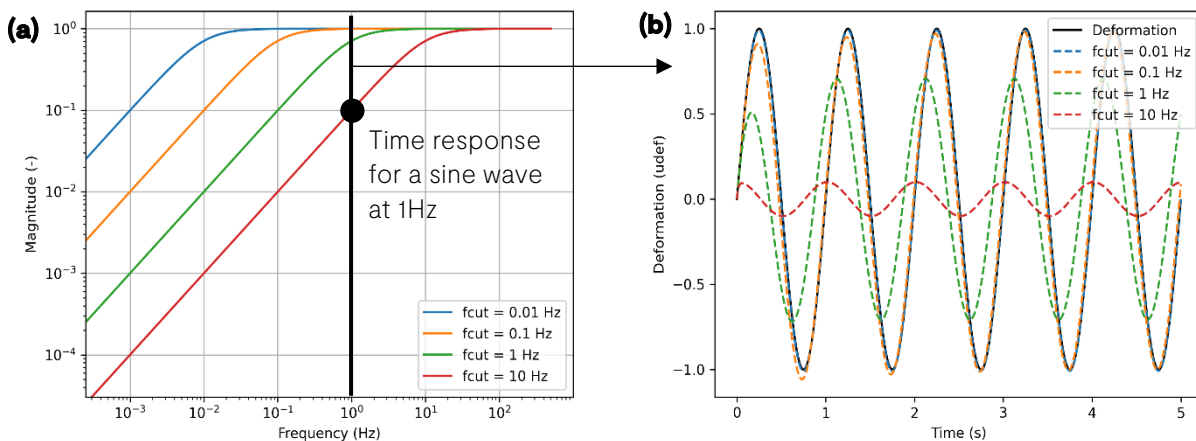 (a)
Magnitude (-)
10⁰
10⁻¹
10⁻²
10⁻³
10⁻⁴
Time response
for a sine wave
at 1Hz
fcut = 0.01 Hz
fcut = 0.1 Hz
fcut = 1 Hz
fcut = 10 Hz
10⁻³ 10⁻² 10⁻¹ 10⁰ 10¹ 10²
Frequency (Hz)
(b)
Deformation (udef)
1.0
0.5
0.0
−0.5
−1.0
Deformation
fcut = 0.01 Hz
fcut = 0.1 Hz
fcut = 1 Hz
fcut = 10 Hz
0 1 2 3 4 5
Time (s)